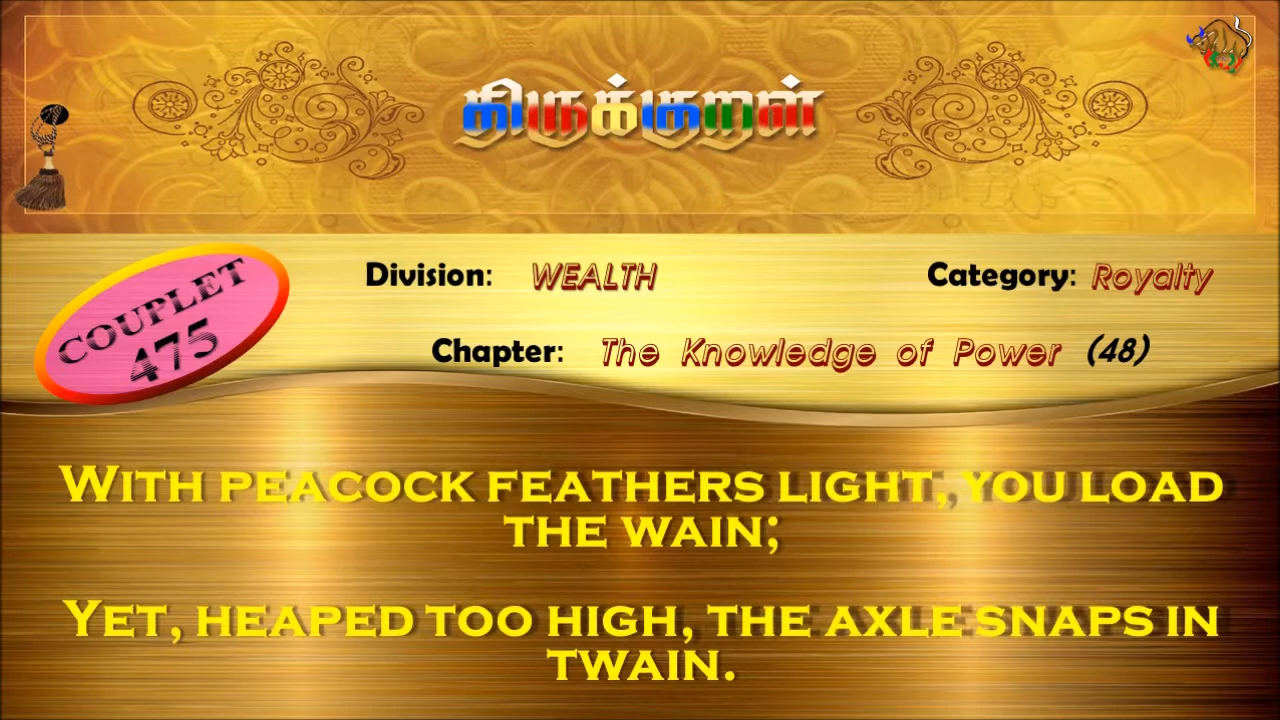 திருக்குறள்
COUPLET
475
Division: WEALTH
Category: Royalty
Chapter: The Knowledge of Power (48)
WITH PEACOCK FEATHERS LIGHT, YOU LOAD
THE WAIN;
YET, HEAPED TOO HIGH, THE AXLE SNAPS IN
TWAIN.